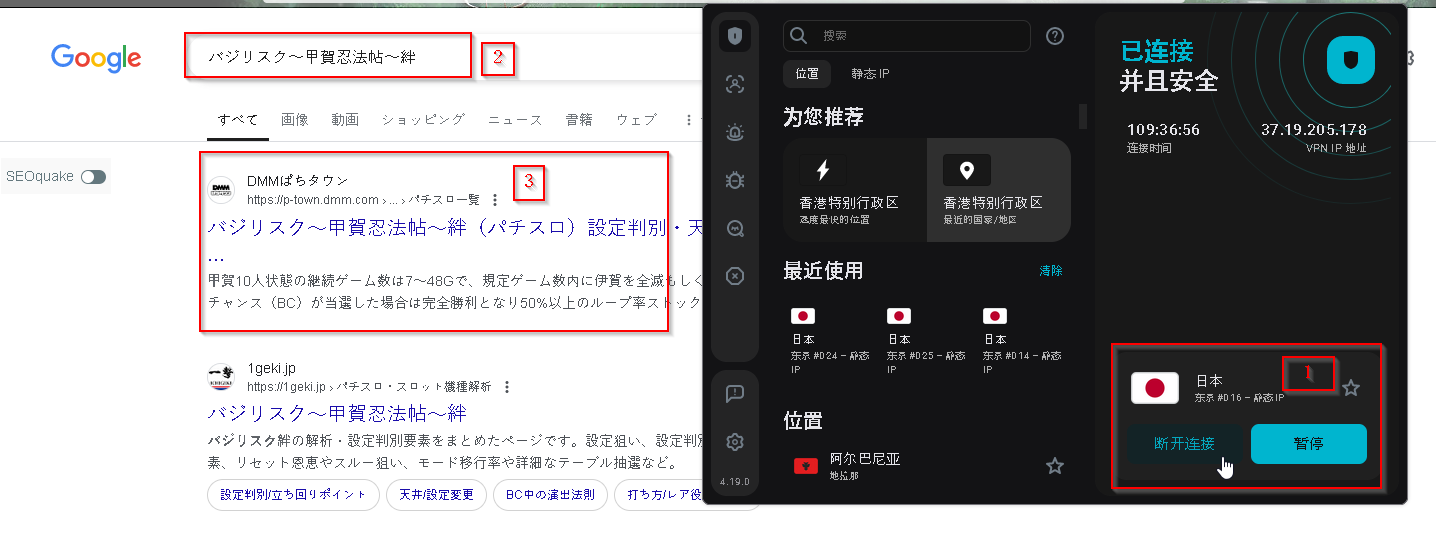 Google
バジリスク～甲賀忍法帖～絆
2
すべて
画像
動画
ショッピング
ニュース
書籍
ウェブ
SEOquake
DMM
DMMぱちタウン
https://p-town.dmm.com › ... › パチスロ一覧
3
バジリスク～甲賀忍法帖～絆（パチスロ）設定判別・天
...
甲賀10人状態の継続ゲーム数は7～48Gで、規定ゲーム数内に伊賀を全滅もしく
チャンス（BC）が当選した場合は完全勝利となり50%以上のループ率ストック
一撃
1geki.jp
https://1geki.jp › パチスロ・スロット機種解析
バジリスク～甲賀忍法帖～絆
バジリスク絆の解析・設定判別要素をまとめたページです。設定狙い、設定判別
素、リセット恩恵やスルー狙い、モード移行率や詳細なテーブル抽選など。
設定判別/立ち回りポイント
天井/設定変更
BC中の演出法則
打ち方/レア役
搜索
位置
静态 IP
为您推荐
香港特别行政区
速度最快的位置
香港特别行政区
最近的国家/地区
最近使用
清除
日本
东京 #024 – 静态
IP
日本
东京 #025 – 静态
IP
日本
东京 #014 – 静态
IP
位置
阿尔巴尼亚
地拉那
4.19.0
已连接
并且安全
109:36:56
连接时间
37.19.205.178
VPN IP 地址
1
日本
东京 #016 – 静态 IP
断开连接
暂停